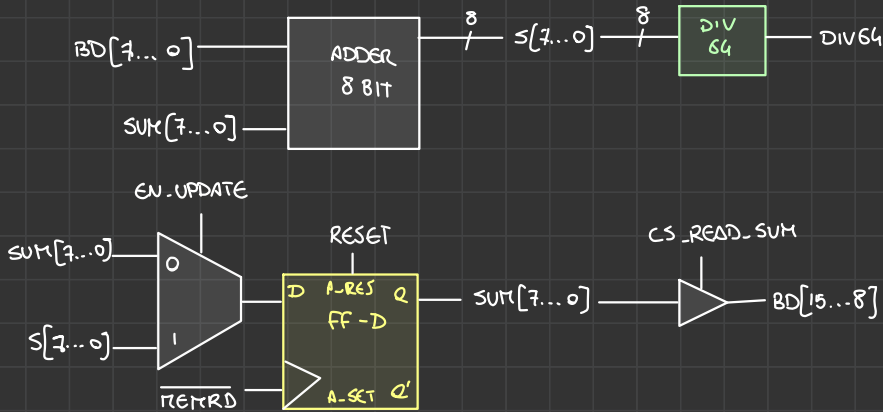 8
8
BD[7...0]
S[7...0]
DIV
64
DIV64
ADDER
8 BIT
SUM[7...0]
EN_UPDATE
SUM[7...0]
0
RESET
CS_READ_SUM
D
A_RES
Q
FF-D
SUM[7...0]
BD[15...8]
S[7...0]
1
MEMRD
A_SET
Q'